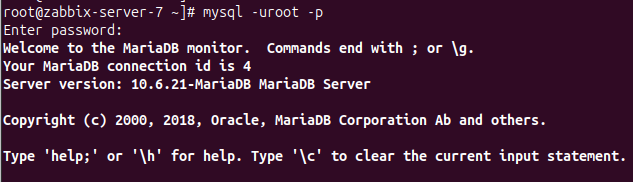 root@zabbix-server-7 ~]# mysql -uroot -p
Enter password:
Welcome to the MariaDB monitor.  Commands end with ; or \g.
Your MariaDB connection id is 4
Server version: 10.6.21-MariaDB MariaDB Server
Copyright (c) 2000, 2018, Oracle, MariaDB Corporation Ab and others.
Type 'help;' or '\h' for help. Type '\c' to clear the current input statement.